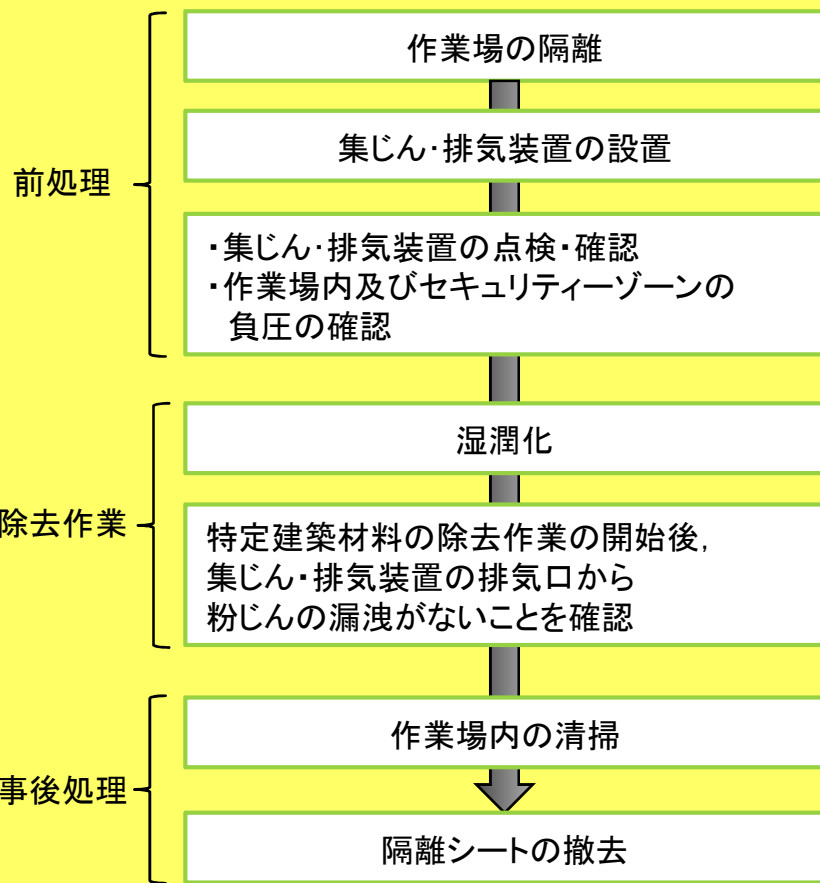 前処理
作業場の隔離
集じん・排気装置の設置
・集じん・排気装置の点検・確認
・作業場内及びセキュリティーゾーンの
負圧の確認
除去作業
湿潤化
特定建築材料の除去作業の開始後,
集じん・排気装置の排気口から
粉じんの漏洩がないことを確認
事後処理
作業場内の清掃
隔離シートの撤去